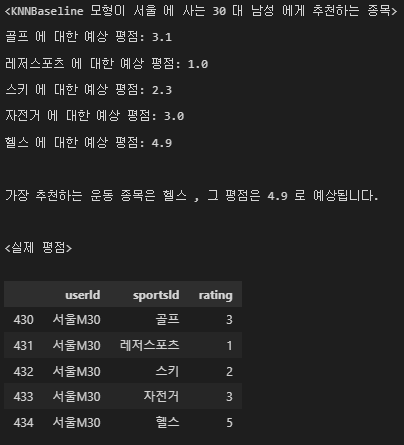 <KNNBaseline 모형이 서울 에 사는 30 대 남성 에게 추천하는 종목>
골프 에 대한 예상 평점: 3.1
레저스포츠 에 대한 예상 평점: 1.0
스키 에 대한 예상 평점: 2.3
자전거 에 대한 예상 평점: 3.0
헬스 에 대한 예상 평점: 4.9
가장 추천하는 운동 종목은 헬스 , 그 평점은 4.9 로 예상됩니다.
<실제 평점>
userId sportsId rating
430 서울M30 골프 3
431 서울M30 레저스포츠 1
432 서울M30 스키 2
433 서울M30 자전거 3
434 서울M30 헬스 5